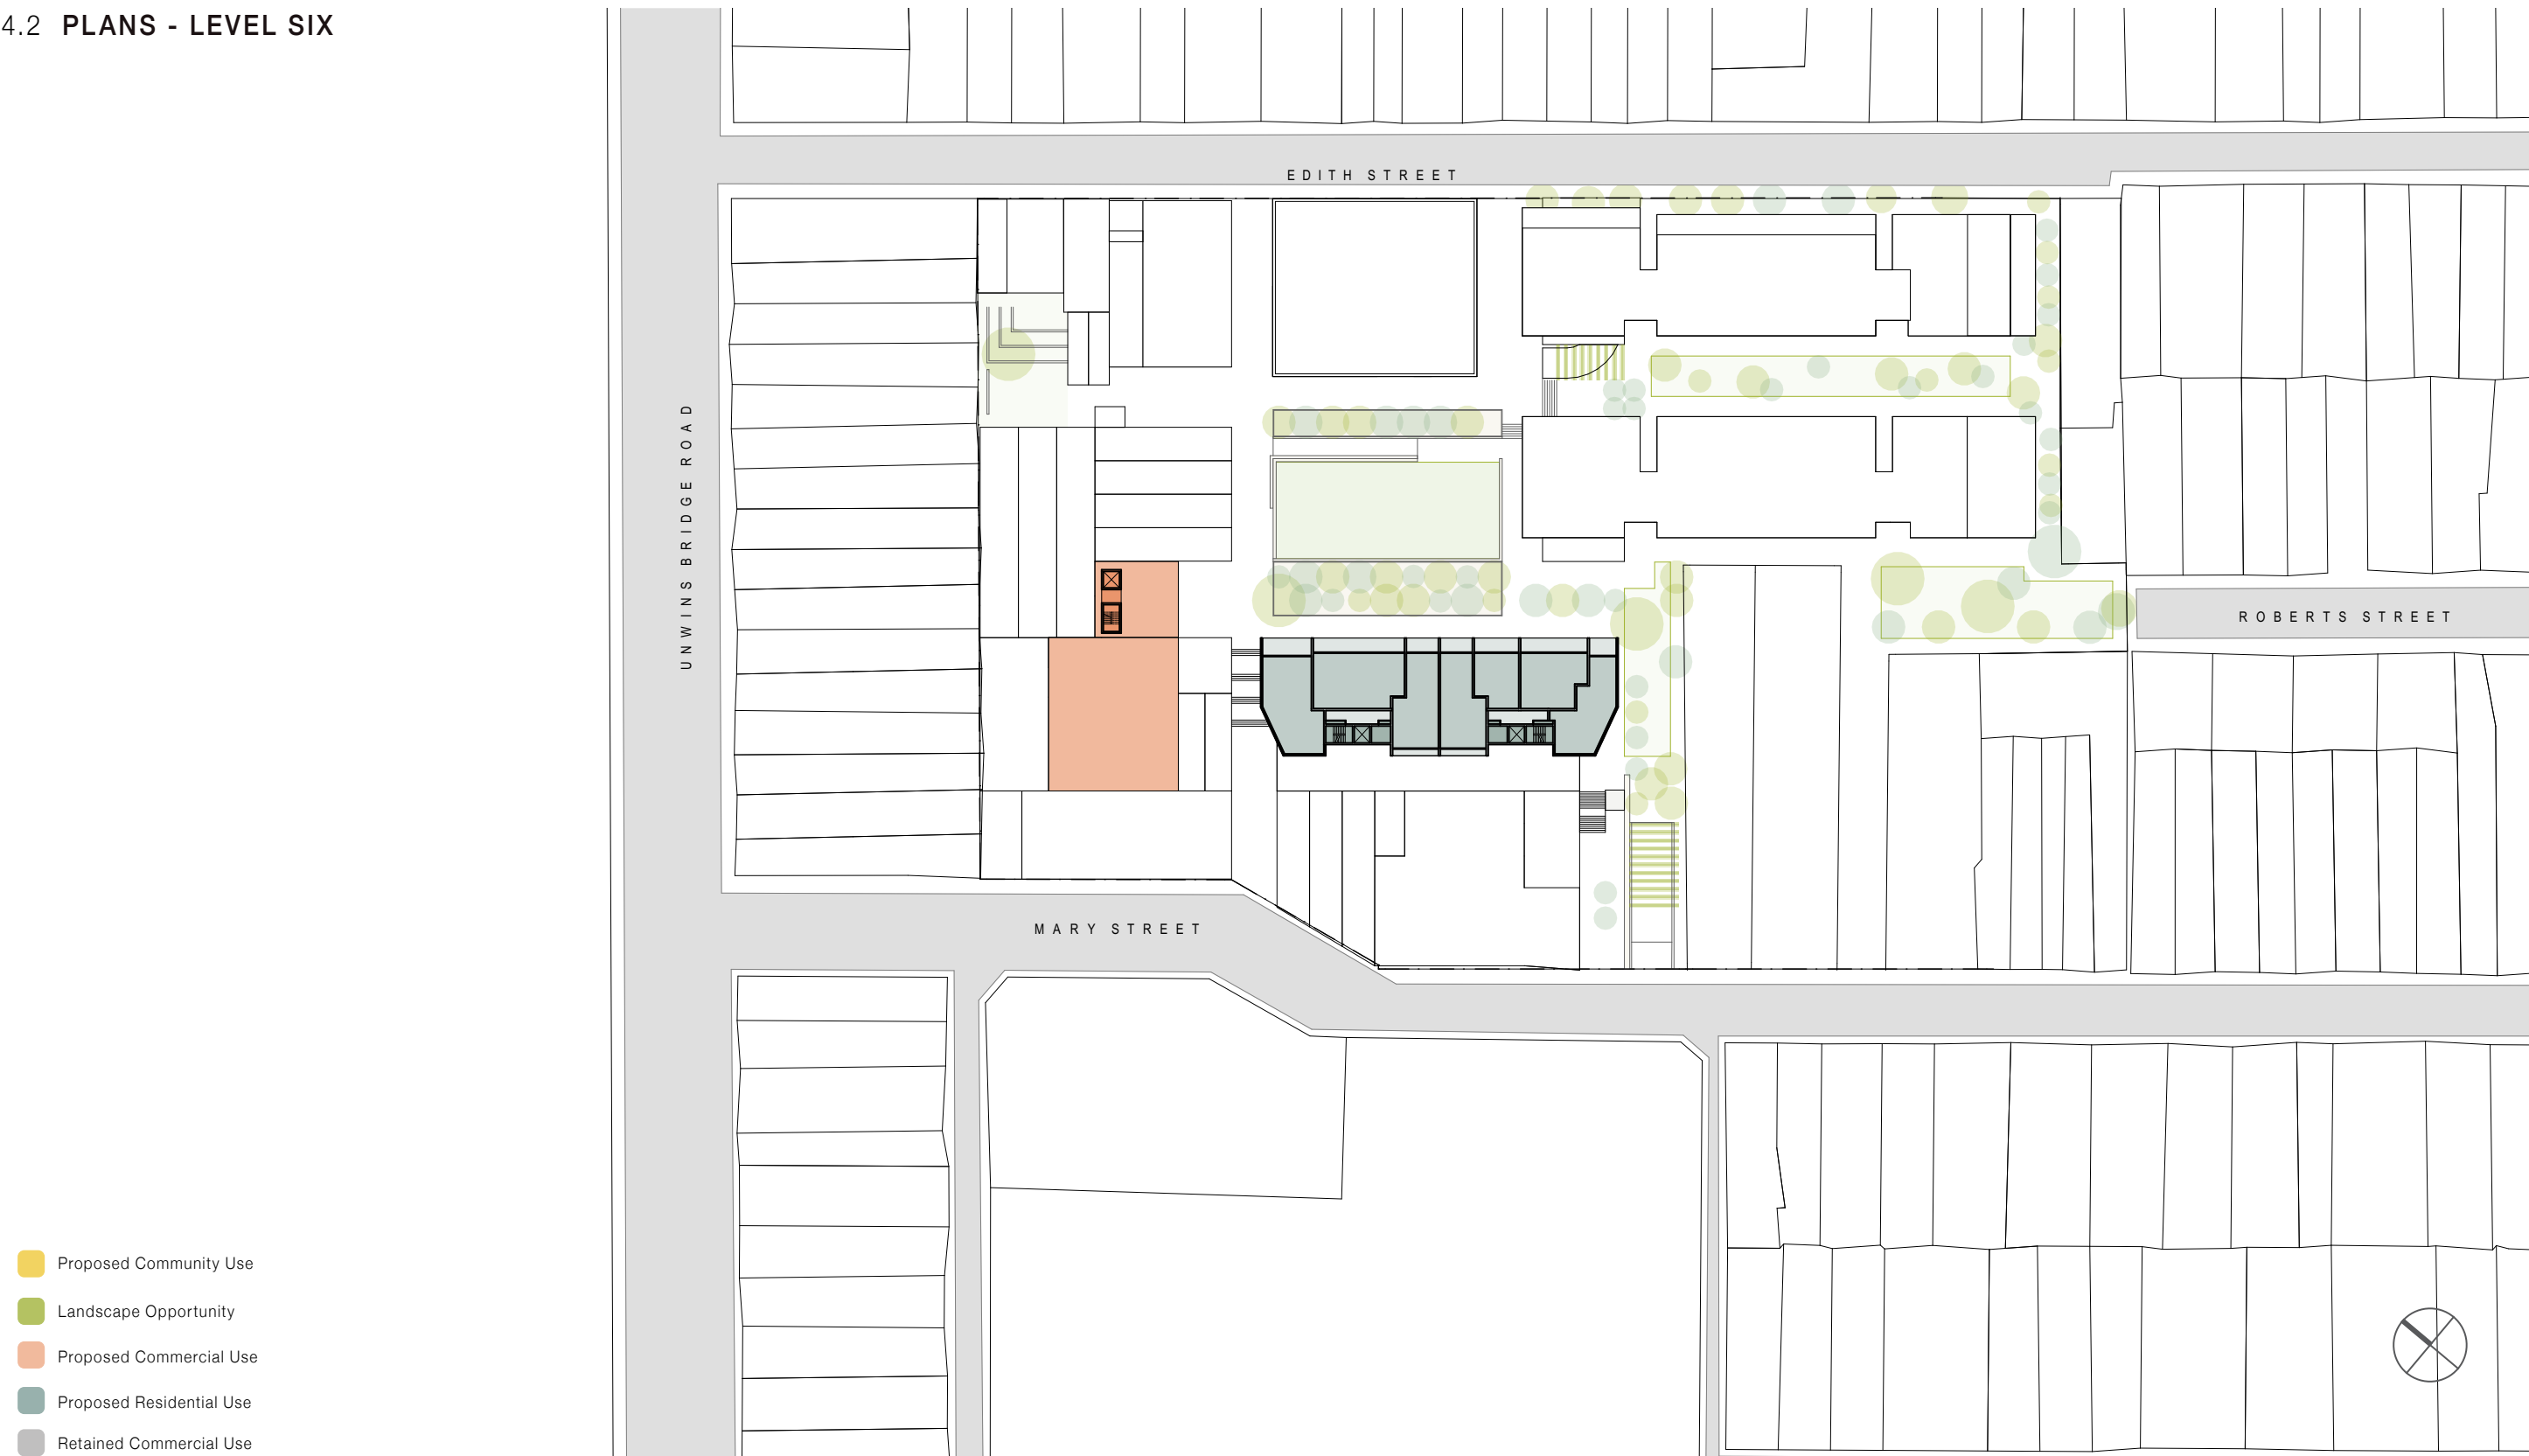 4.2 PLANS - LEVEL SIX
EDITH STREET
UNWINS BRIDGE ROAD
ROBERTS STREET
MARY STREET
Proposed Community Use
Landscape Opportunity
Proposed Commercial Use
Proposed Residential Use
Retained Commercial Use